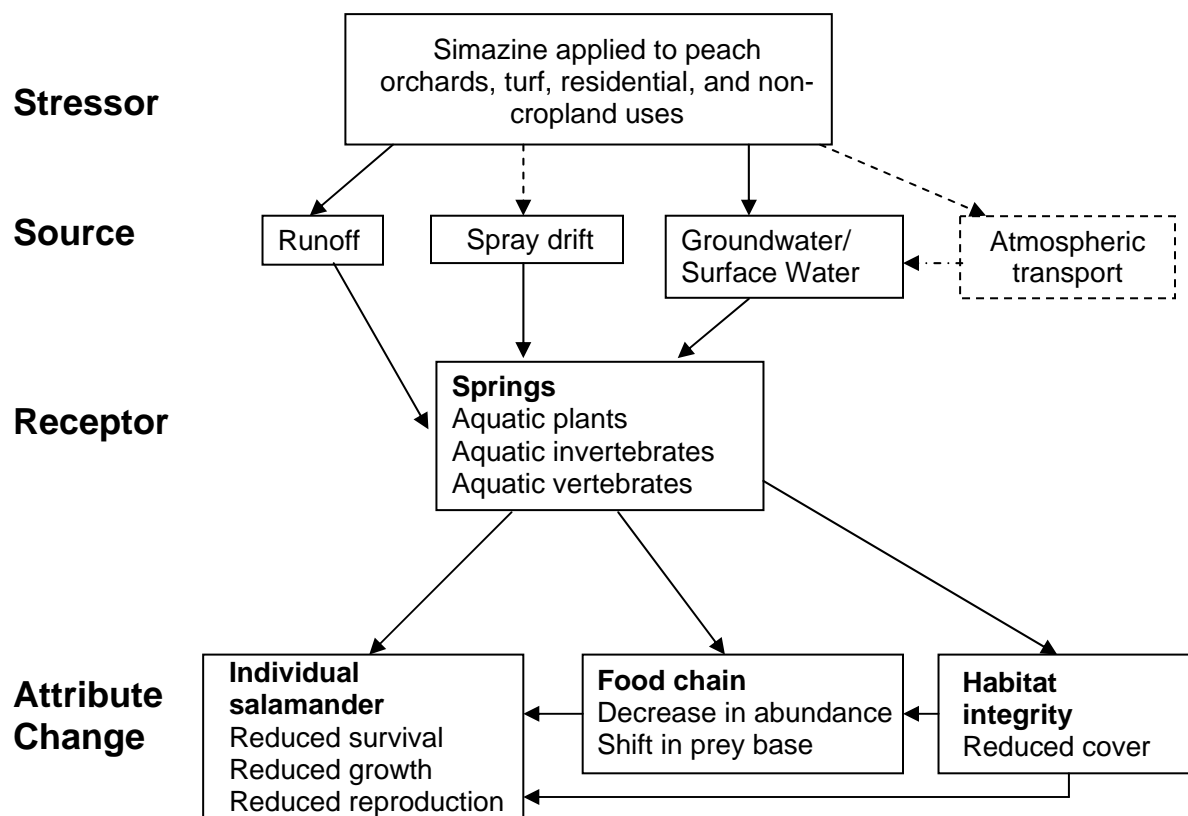 Simazine applied to peach
orchards, turf, residential, and non-
cropland uses
Stressor
Source
Runoff
Spray drift
Groundwater/
Surface Water
Atmospheric
transport
Receptor
Springs
Aquatic plants
Aquatic invertebrates
Aquatic vertebrates
Attribute
Change
Individual
salamander
Reduced survival
Reduced growth
Reduced reproduction
Food chain
Decrease in abundance
Shift in prey base
Habitat
integrity
Reduced cover